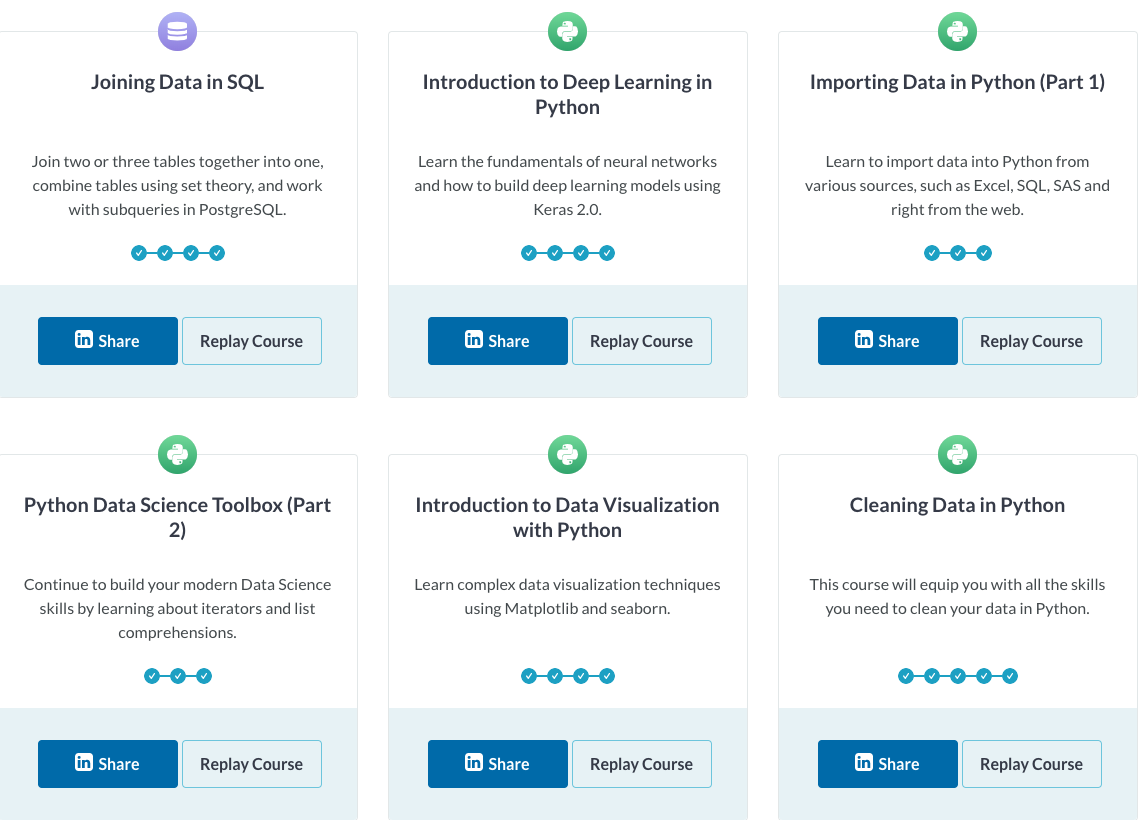 Joining Data in SQL
Join two or three tables together into one,
combine tables using set theory, and work
with subqueries in PostgreSQL.
in Share
Replay Course
Introduction to Deep Learning in
Python
Learn the fundamentals of neural networks
and how to build deep learning models using
Keras 2.0.
in Share
Replay Course
Importing Data in Python (Part 1)
Learn to import data into Python from
various sources, such as Excel, SQL, SAS and
right from the web.
in Share
Replay Course
Python Data Science Toolbox (Part
2)
Continue to build your modern Data Science
skills by learning about iterators and list
comprehensions.
in Share
Replay Course
Introduction to Data Visualization
with Python
Learn complex data visualization techniques
using Matplotlib and seaborn.
in Share
Replay Course
Cleaning Data in Python
This course will equip you with all the skills
you need to clean your data in Python.
in Share
Replay Course